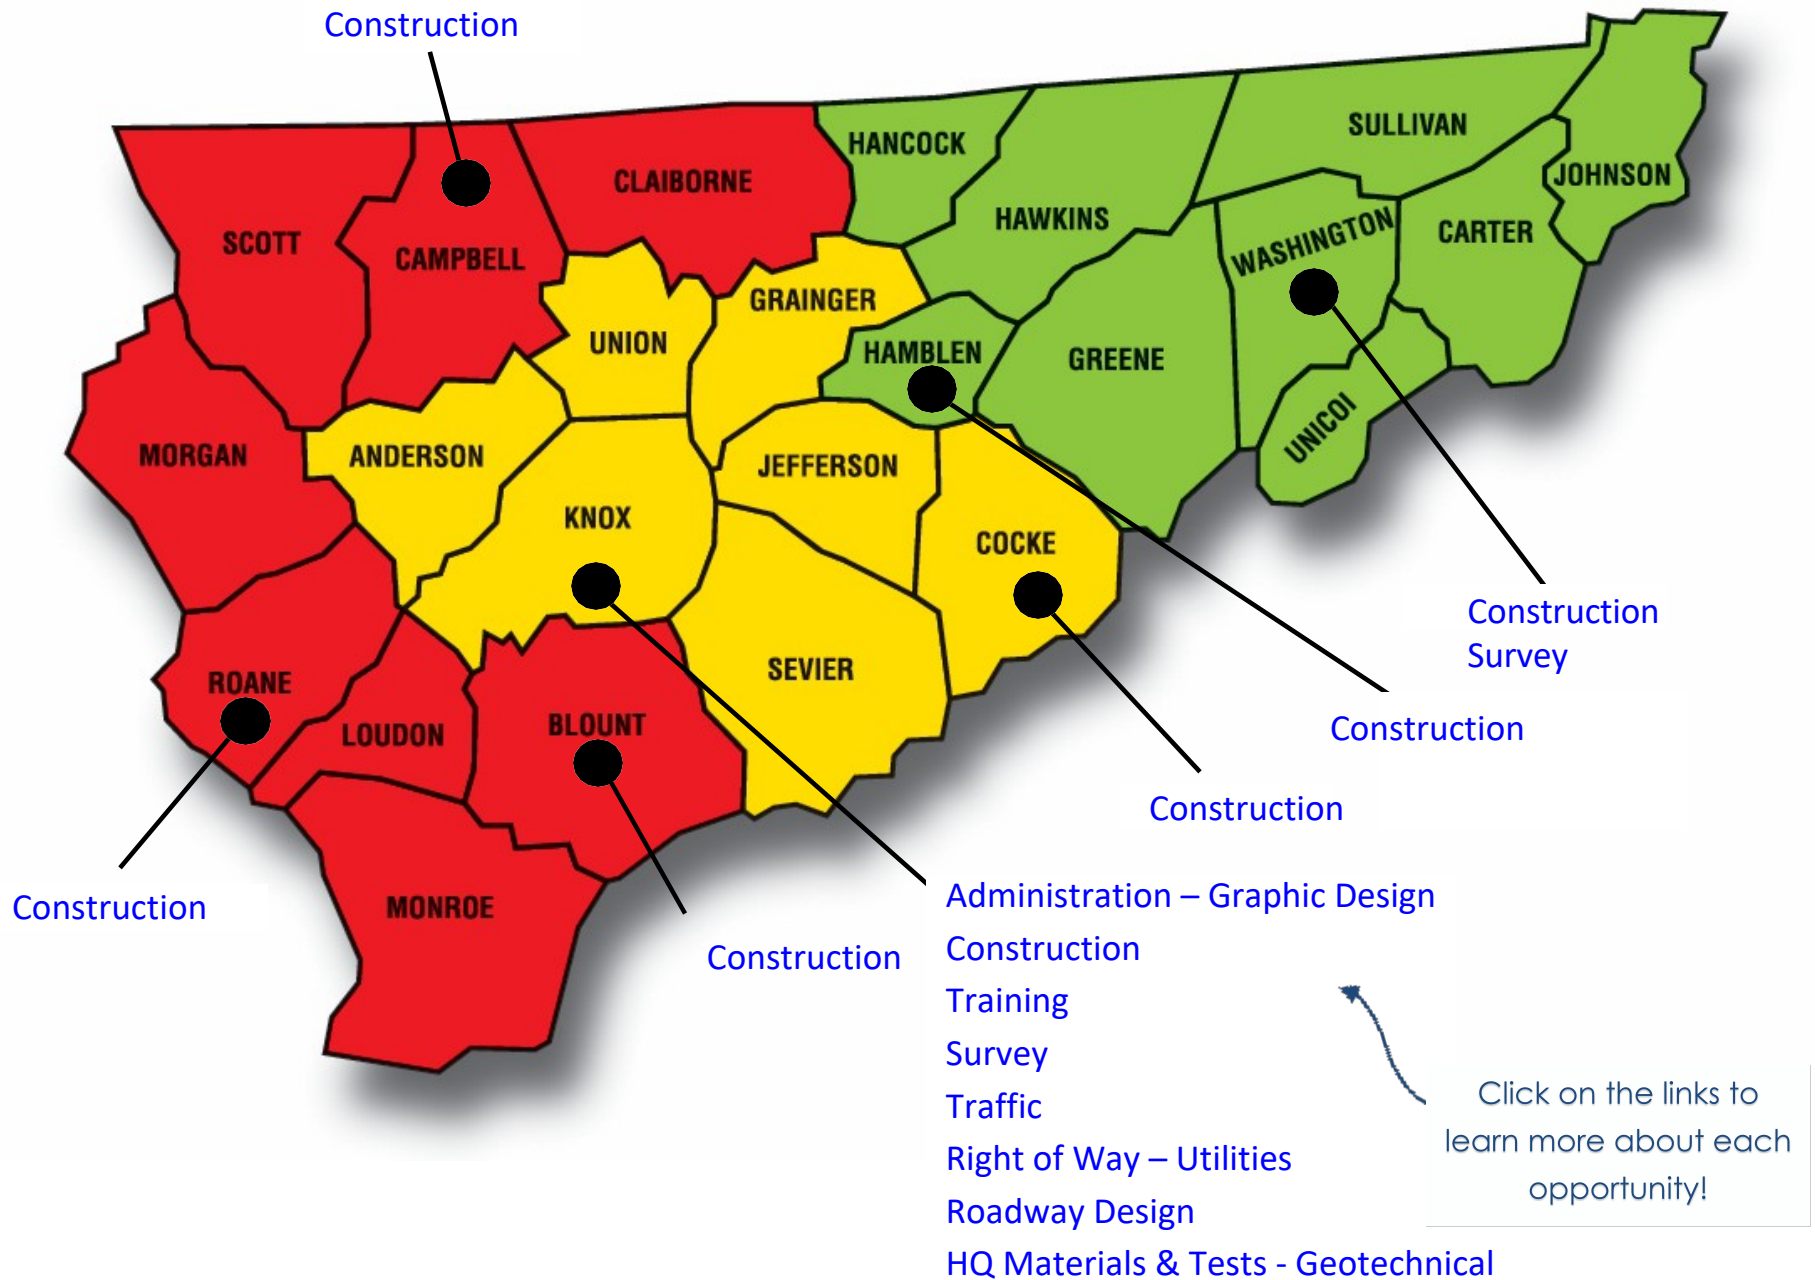 Construction
SULLIVAN
HANCOCK
JOHNSON
CLAIBORNE
HAWKINS
WASHINGTON
CARTER
SCOTT
CAMPBELL
GRAINGER
UNION
HAMBLEN
GREENE
UNICOI
MORGAN
ANDERSON
JEFFERSON
KNOX
COCKE
Construction
Survey
SEVIER
ROANE
BLOUNT
LOUDON
Construction
Construction
Construction
MONROE
Construction
Administration – Graphic Design
Construction
Training
Survey
Traffic
Right of Way – Utilities
Roadway Design
HQ Materials & Tests - Geotechnical
Click on the links to
learn more about each
opportunity!